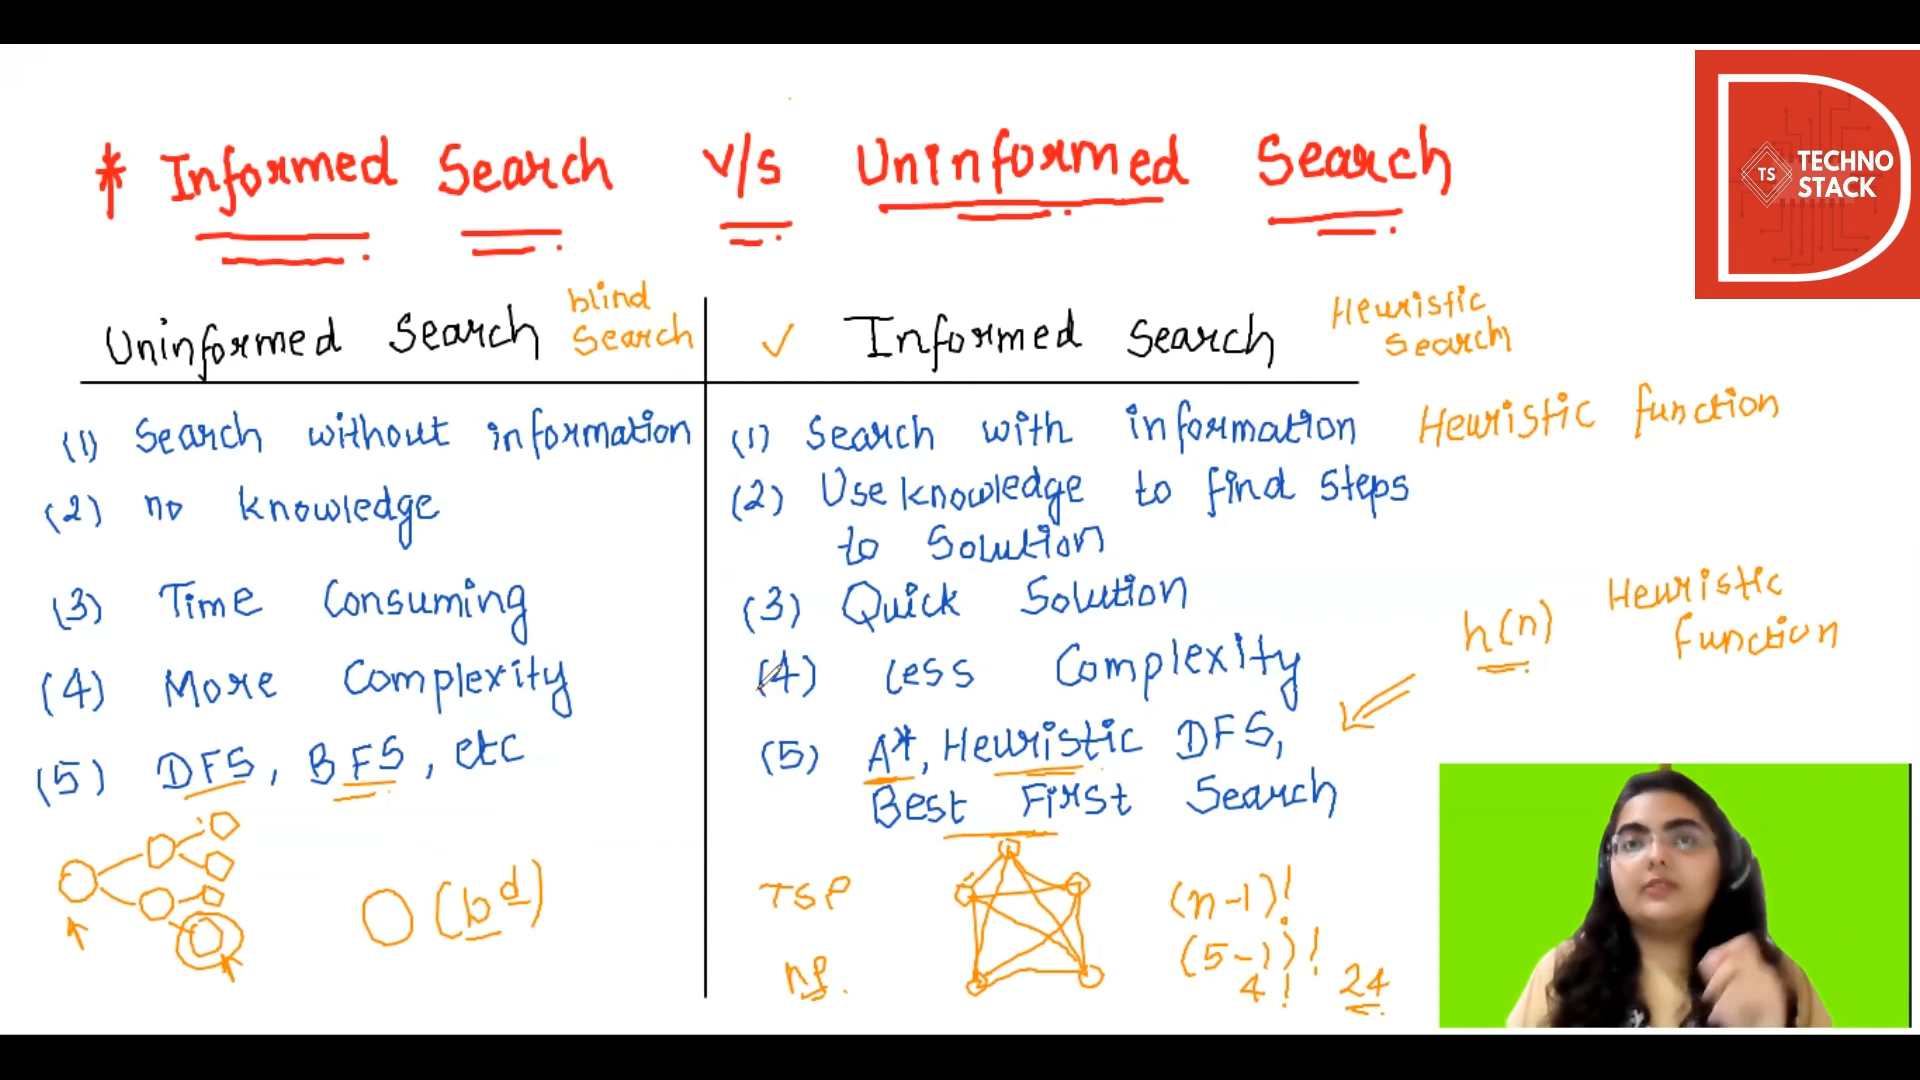 * Informed Search v/s Uninformed Search
TS TECHNO
STACK
Uninformed Search
blind
Search
✓ Informed Search
Heuristic
Search
(1) Search without information
(2) no knowledge
(3) Time Consuming
(4) More Complexity
(5) DFS, BFS, etc
O(b^d)
(1) Search with information
Heuristic function
(2) Use knowledge to find steps
to Solution
(3) Quick Solution
(4) Less Complexity
h(n) Heuristic
function
(5) A*, Heuristic DFS,
Best First Search
TSP
(n-1)!
(5-1)!
4!
24